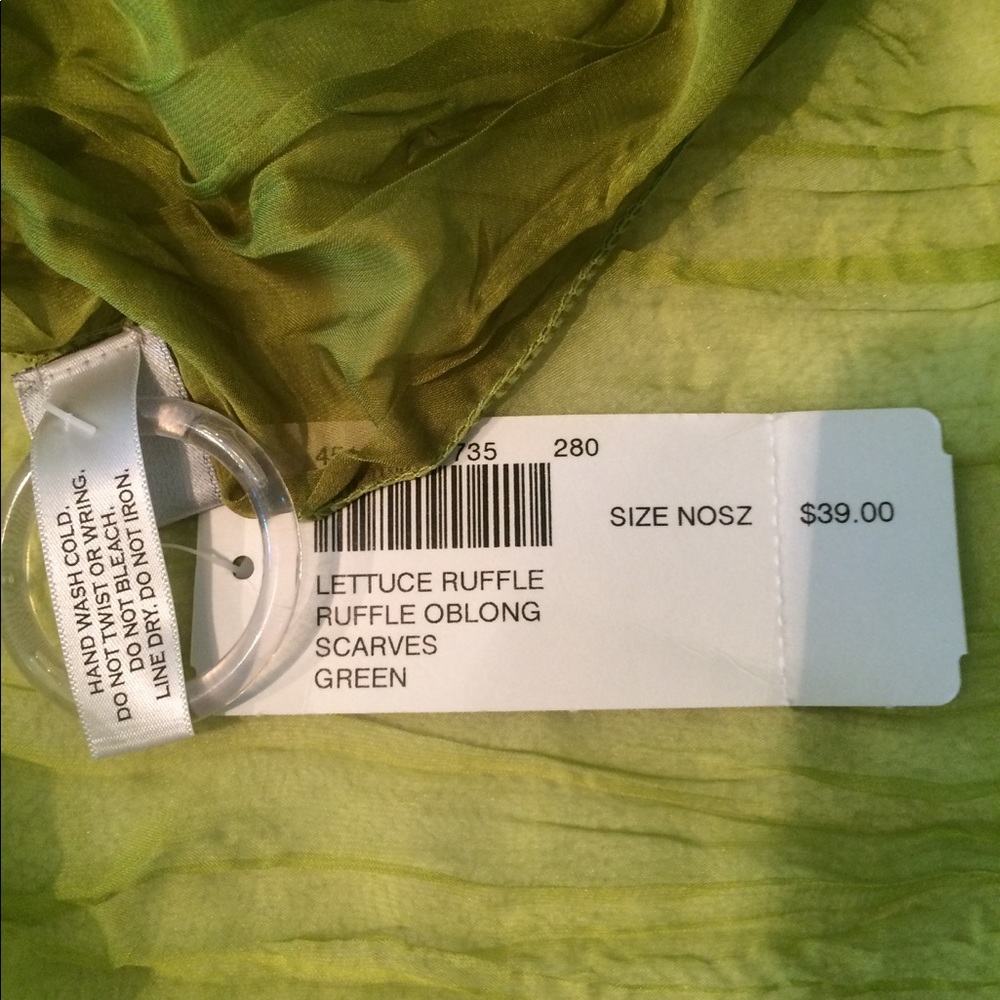 735 280
SIZE NOSZ $39.00
LETTUCE RUFFLE
RUFFLE OBLONG
SCARVES
GREEN
HAND WASH COLD.
DO NOT TWIST OR WRING.
DO NOT BLEACH.
LINE DRY. DO NOT IRON.